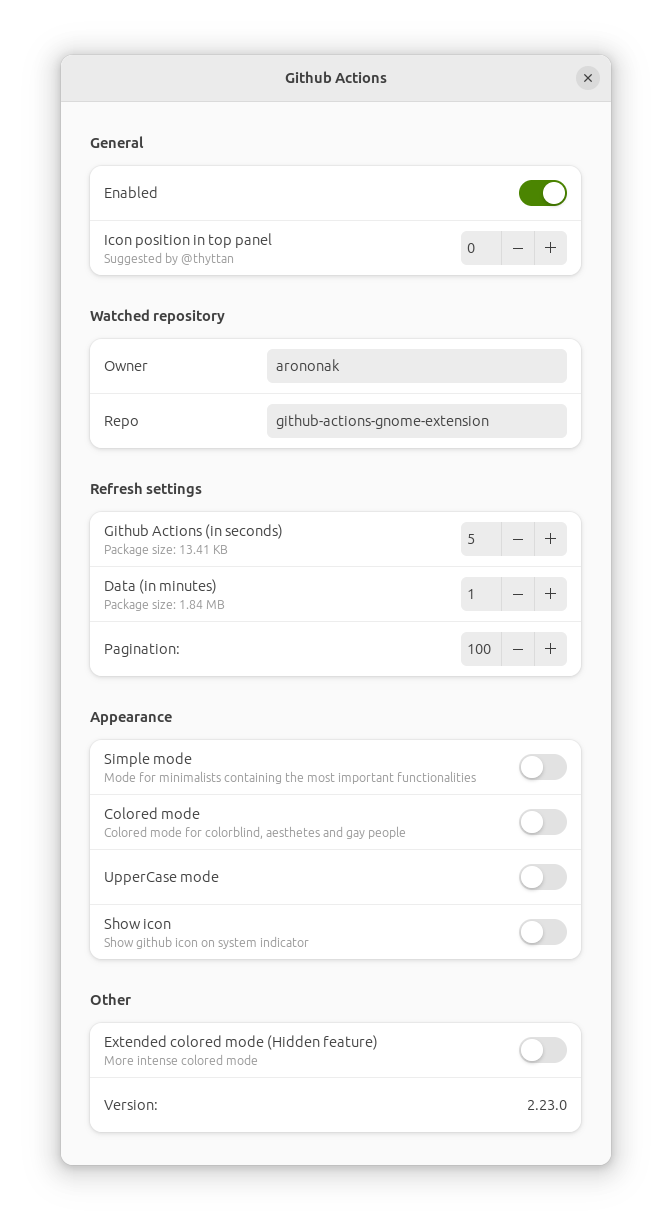 Github Actions
General
Enabled
Icon position in top panel
Suggested by @thyttan
0
Watched repository
Owner
arononak
Repo
github-actions-gnome-extension
Refresh settings
Github Actions (in seconds)
Package size: 13.41 KB
5
Data (in minutes)
Package size: 1.84 MB
1
Pagination:
100
Appearance
Simple mode
Mode for minimalists containing the most important functionalities
Colored mode
Colored mode for colorblind, aesthetes and gay people
UpperCase mode
Show icon
Show github icon on system indicator
Other
Extended colored mode (Hidden feature)
More intense colored mode
Version:
2.23.0